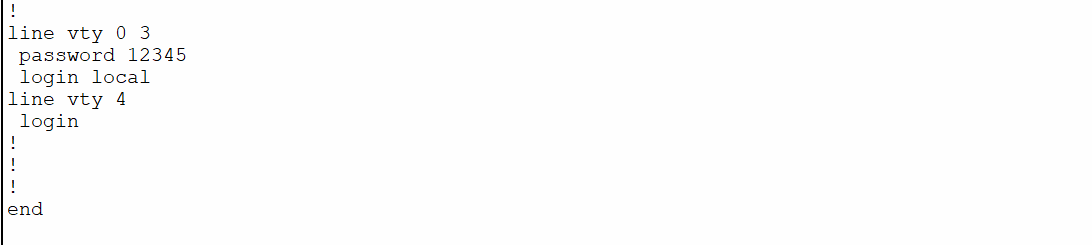 !
line vty 0 3
 password 12345
 login local
line vty 4
 login
!
!
!
end